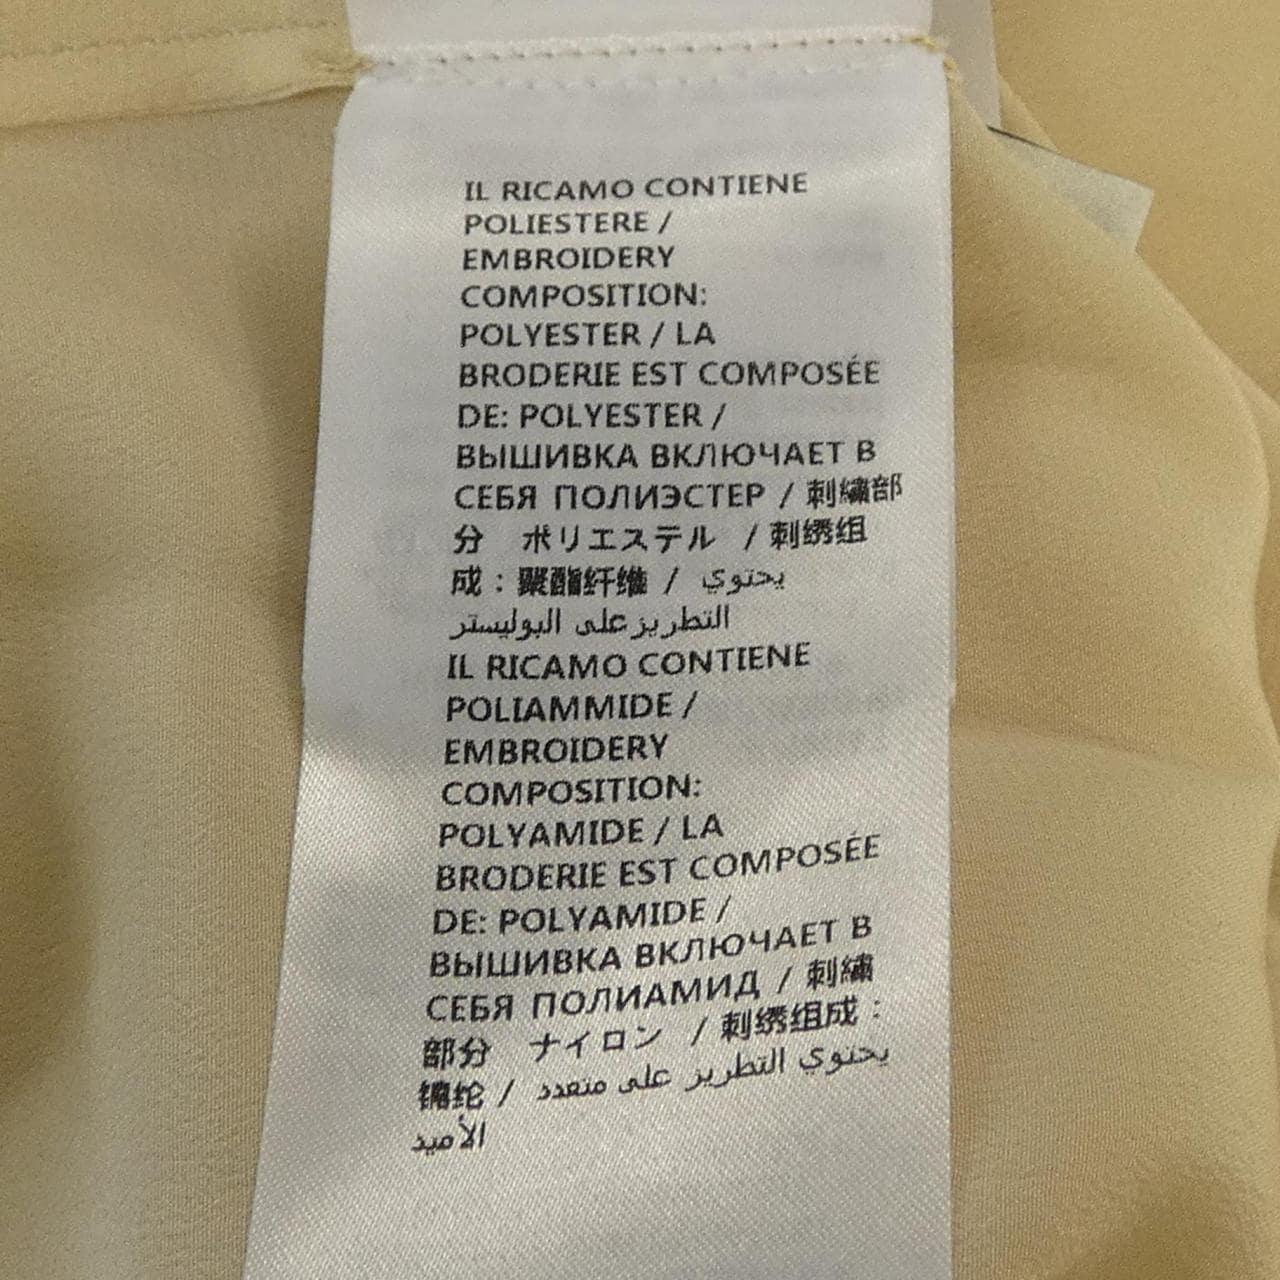 IL RICAMO CONTIENE
POLIESTERE /
EMBROIDERY
COMPOSITION:
POLYESTER / LA
BRODERIE EST COMPOSÉE
DE: POLYESTER /
ВЫШИВКА ВКЛЮЧАЕТ В
СЕБЯ ПОЛИЭСТЕР / 刺繍部
分　ポリエステル　/ 刺绣组
成：聚酯纤维 / يحتوي
التطريز على البوليستر
IL RICAMO CONTIENE
POLIAMMIDE /
EMBROIDERY
COMPOSITION:
POLYAMIDE / LA
BRODERIE EST COMPOSÉE
DE: POLYAMIDE /
ВЫШИВКА ВКЛЮЧАЕТ В
СЕБЯ ПОЛИАМИД / 刺繍
部分　ナイロン　/ 刺绣组成：
锦纶 / يحتوي التطريز على متعدد
الأميد